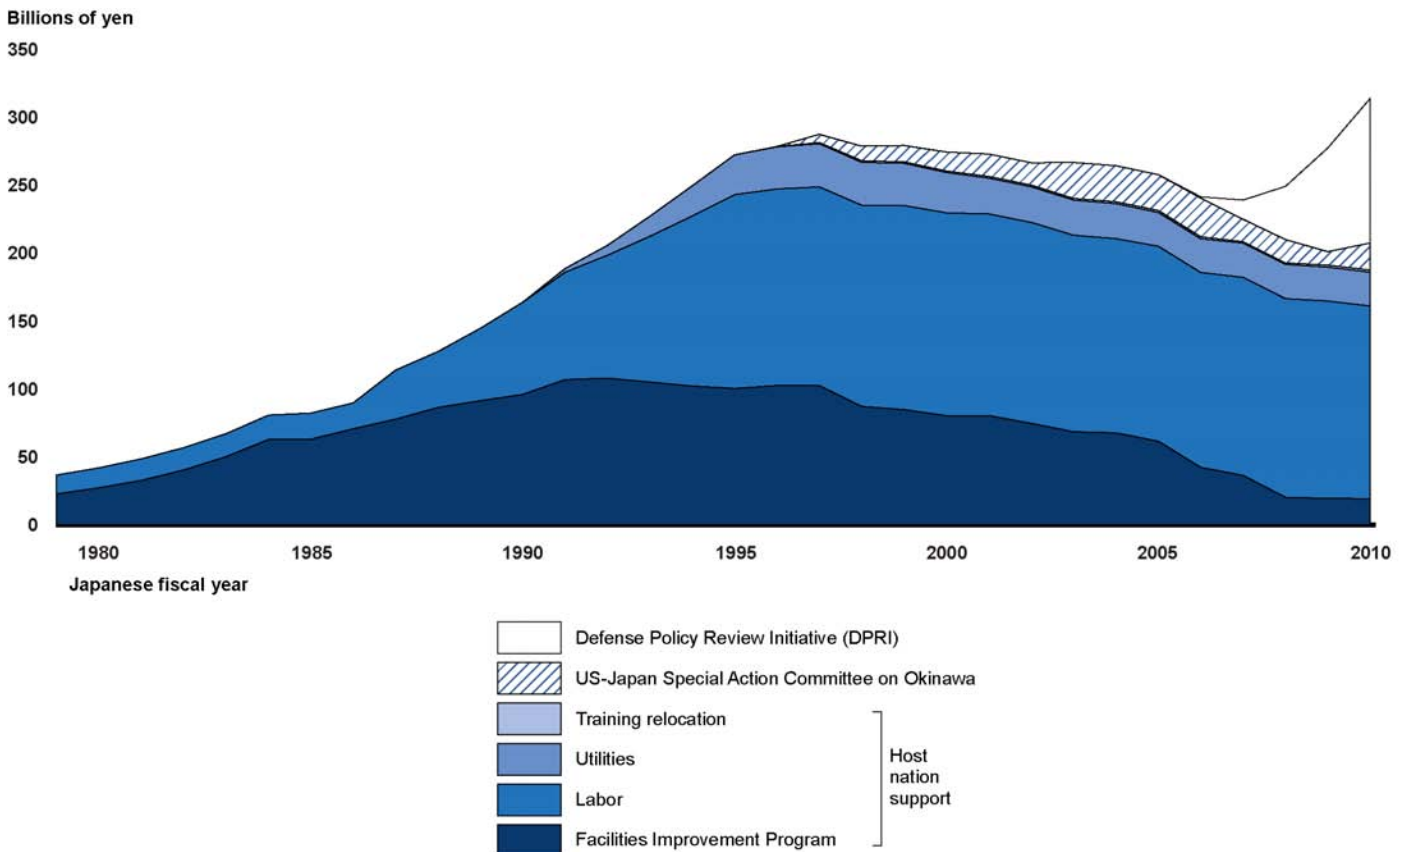 Billions of yen
350
300
250
200
150
100
50
0
1980 1985 1990 1995 2000 2005 2010
Japanese fiscal year
Defense Policy Review Initiative (DPRI)
US-Japan Special Action Committee on Okinawa
Training relocation
Utilities
Labor
Facilities Improvement Program
Host
nation
support